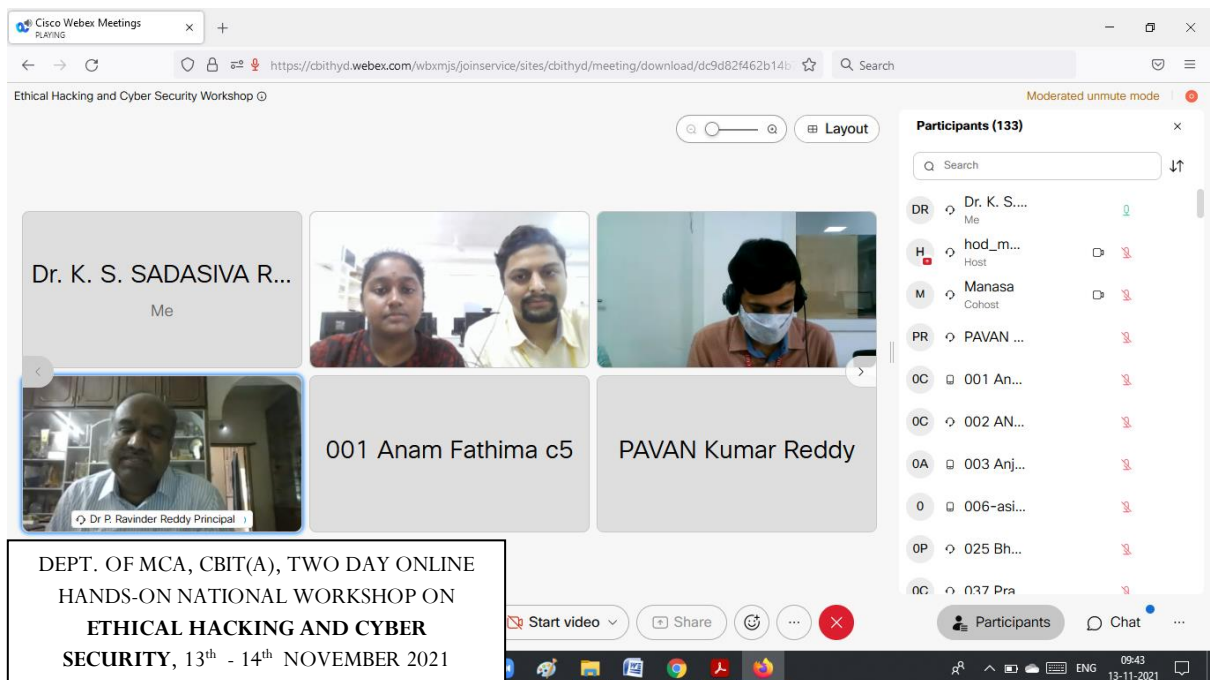 Cisco Webex Meetings
PLAYING
https://cbithyd.webex.com/wbxmjs/joinservice/sites/cbithyd/meeting/download/dc9d82f462b14b
Search
Ethical Hacking and Cyber Security Workshop
Moderated unmute mode
Layout
Participants (133)
Search
DR Dr. K. S....
Me
H hod_m...
Host
M Manasa
Cohost
PR PAVAN ...
0C 001 An...
0C 002 AN...
0A 003 Anj...
0 006-asi...
0P 025 Bh...
0C 037 Pra
Dr. K. S. SADASIVA R...
Me
Dr P. Ravinder Reddy Principal
001 Anam Fathima c5
PAVAN Kumar Reddy
DEPT. OF MCA, CBIT(A), TWO DAY ONLINE
HANDS-ON NATIONAL WORKSHOP ON
ETHICAL HACKING AND CYBER
SECURITY, 13th - 14th NOVEMBER 2021
Start video
Share
Participants
Chat
ENG
09:43
13-11-2021